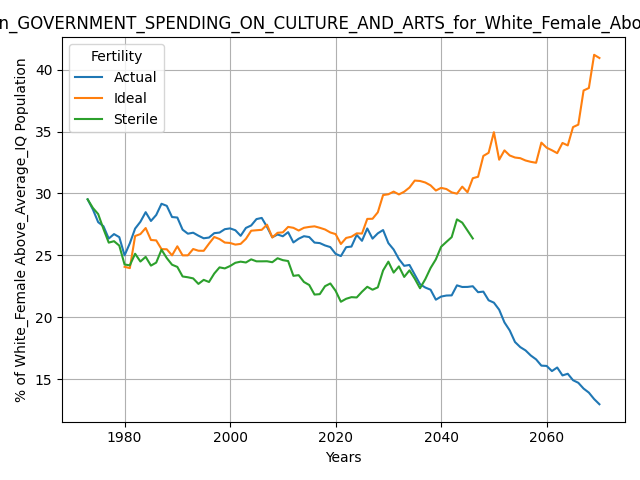 n_GOVERNMENT_SPENDING_ON_CULTURE_AND_ARTS_for_White_Female_Abo
Fertility
Actual
Ideal
Sterile
% of White_Female Above_Average_IQ Population
40
35
30
25
20
15
1980 2000 2020 2040 2060
Years